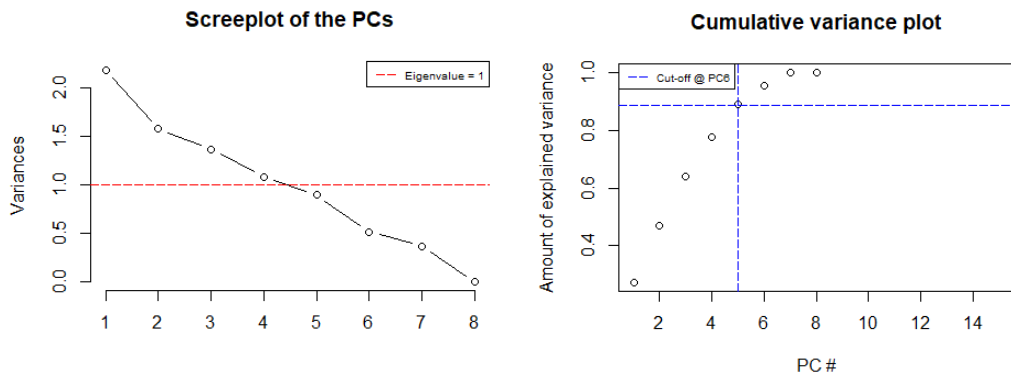 Screeplot of the PCs
Eigenvalue = 1
Variances
2.0
1.5
1.0
0.5
0.0
1 2 3 4 5 6 7 8
Cumulative variance plot
Cut-off @ PC6
Amount of explained variance
1.0
0.8
0.6
0.4
2 4 6 8 10 12 14
PC #